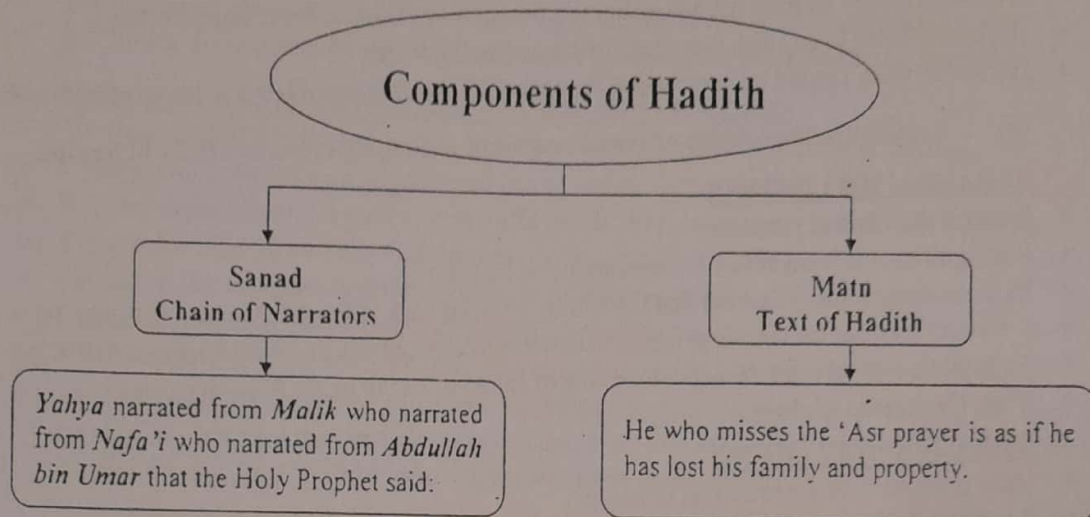 Components of Hadith
Sanad
Chain of Narrators
Matn
Text of Hadith
Yahya narrated from Malik who narrated
from Nafa'i who narrated from Abdullah
bin Umar that the Holy Prophet said:
He who misses the ‘Asr prayer is as if he
has lost his family and property.